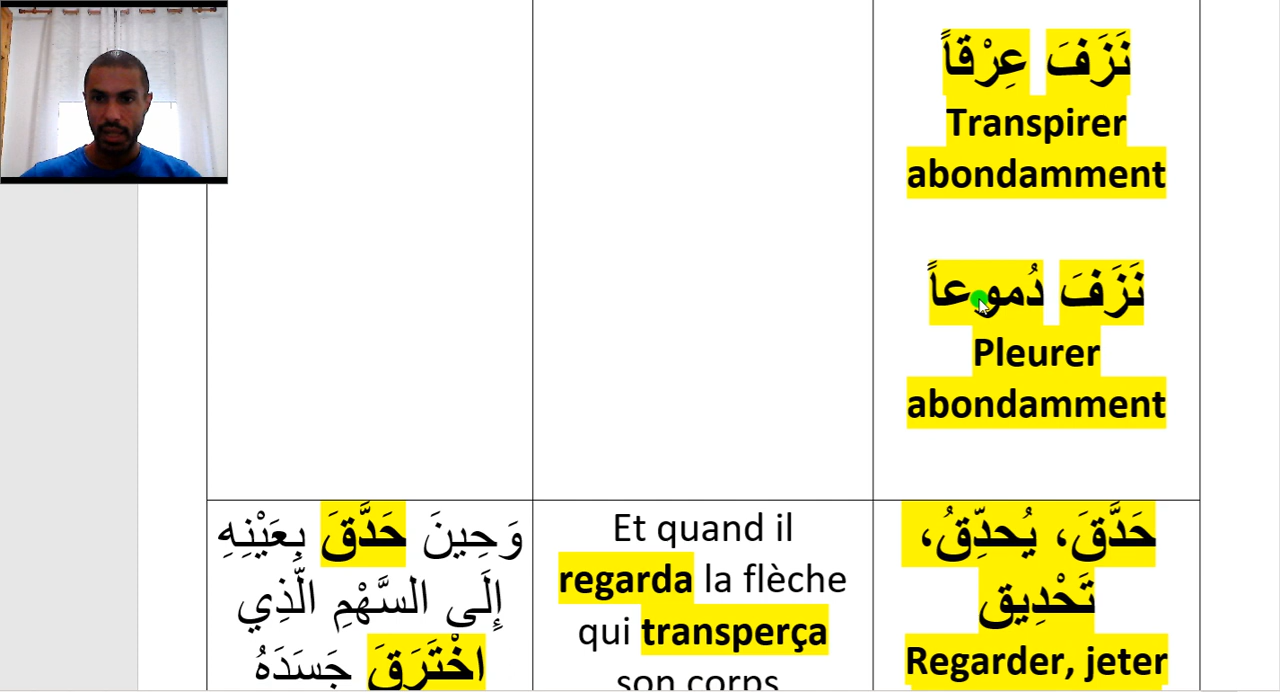 نَزَفَ عِرْقاً
Transpirer
abondamment
نَزَفَ دُموعاً
Pleurer
abondamment
وَحِينَ حَدَّقَ بِعَيْنِهِ
إِلَى السَّهْمِ الَّذِي
اخْتَرَقَ جَسَدَهُ
Et quand il
regarda la flèche
qui transperça
son corps
حَدَّقَ، يُحدِّقُ،
تَحْدِيق
Regarder, jeter